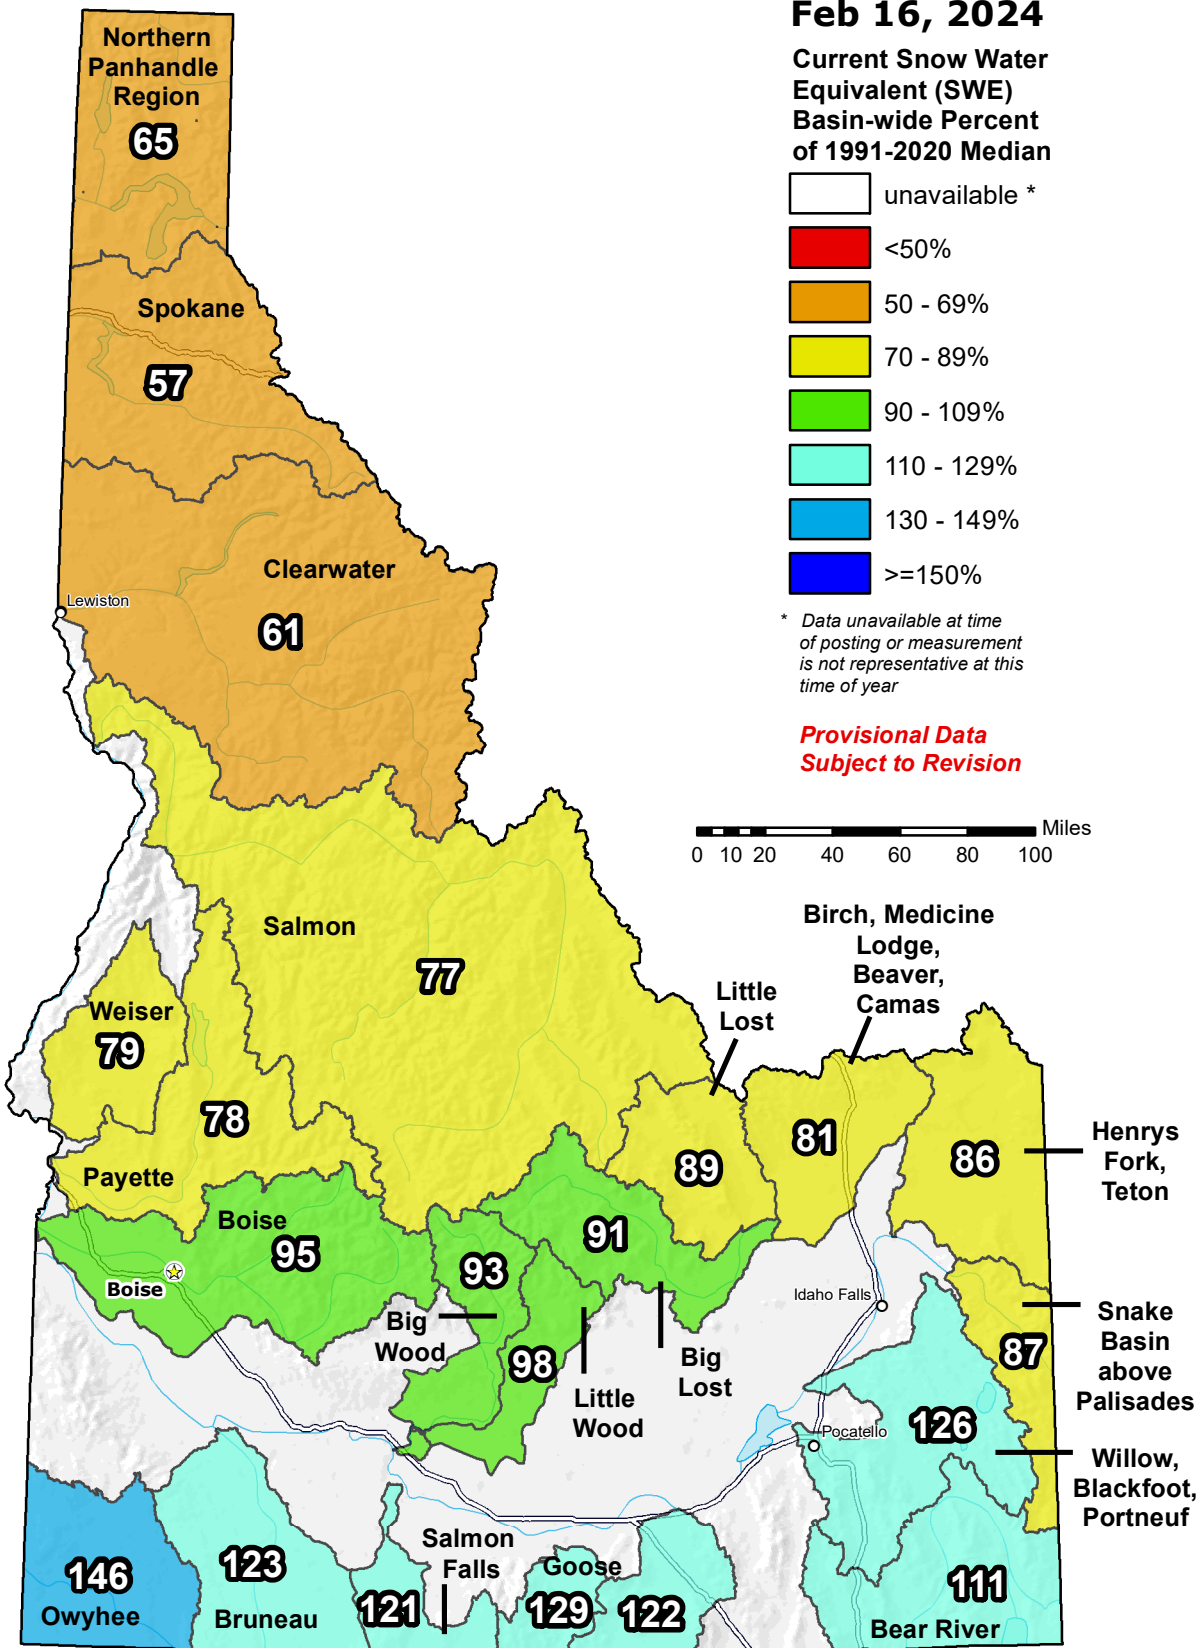 Feb 16, 2024
Current Snow Water
Equivalent (SWE)
Basin-wide Percent
of 1991-2020 Median
unavailable *
<50%
50 - 69%
70 - 89%
90 - 109%
110 - 129%
130 - 149%
>=150%
* Data unavailable at time
of posting or measurement
is not representative at this
time of year
Provisional Data
Subject to Revision
Miles
0 10 20 40 60 80 100
Northern
Panhandle
Region
65
Spokane
57
Clearwater
61
Lewiston
Salmon
77
Weiser
79
78
Payette
Little
Lost
89
Birch, Medicine
Lodge,
Beaver,
Camas
81
86
Henrys
Fork,
Teton
Boise
95
Boise
93
Big
Wood
91
Big
Lost
98
Little
Wood
Idaho Falls
87
Snake
Basin
above
Palisades
Pocatello
126
Willow,
Blackfoot,
Portneuf
146
Owyhee
123
Bruneau
121
Salmon
Falls
Goose
129
122
111
Bear River